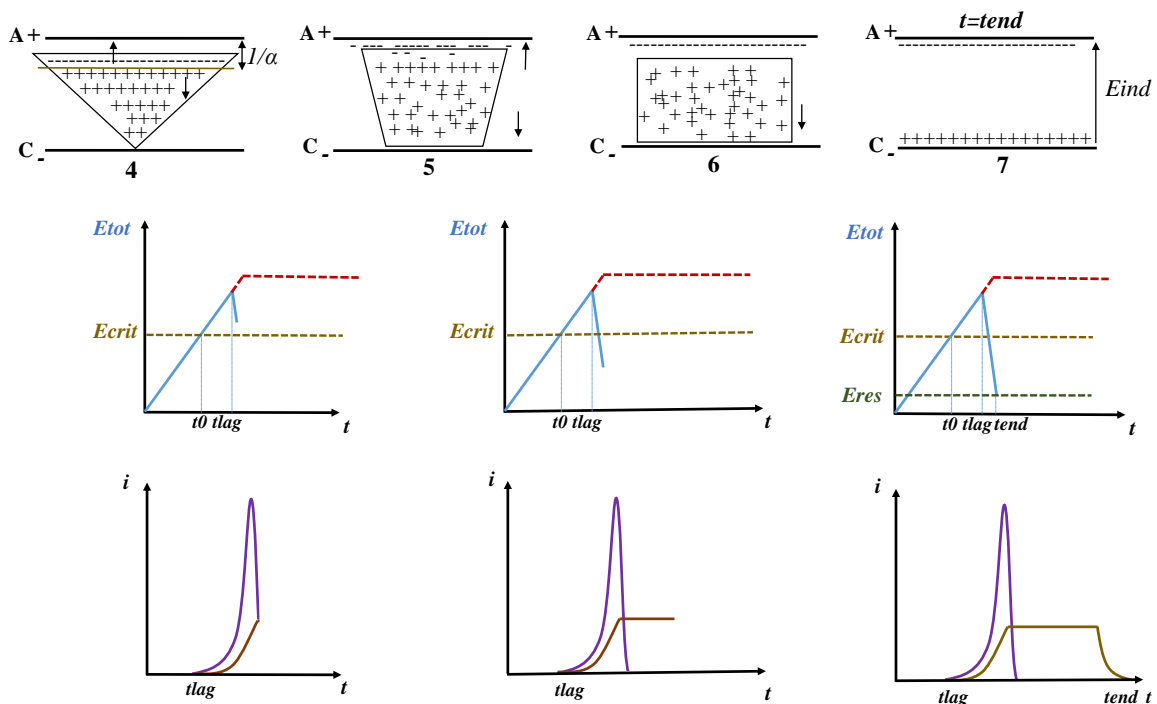 A+ A+ A+ t=tend A+
1/α
Eind
C- C- C- C-
4 5 6 7
Etot Etot Etot
Ecrit Ecrit Ecrit
Eres
t0 tlag t t0 tlag t t0 tlag tend t
i i i
tlag t tlag t tlag tend t